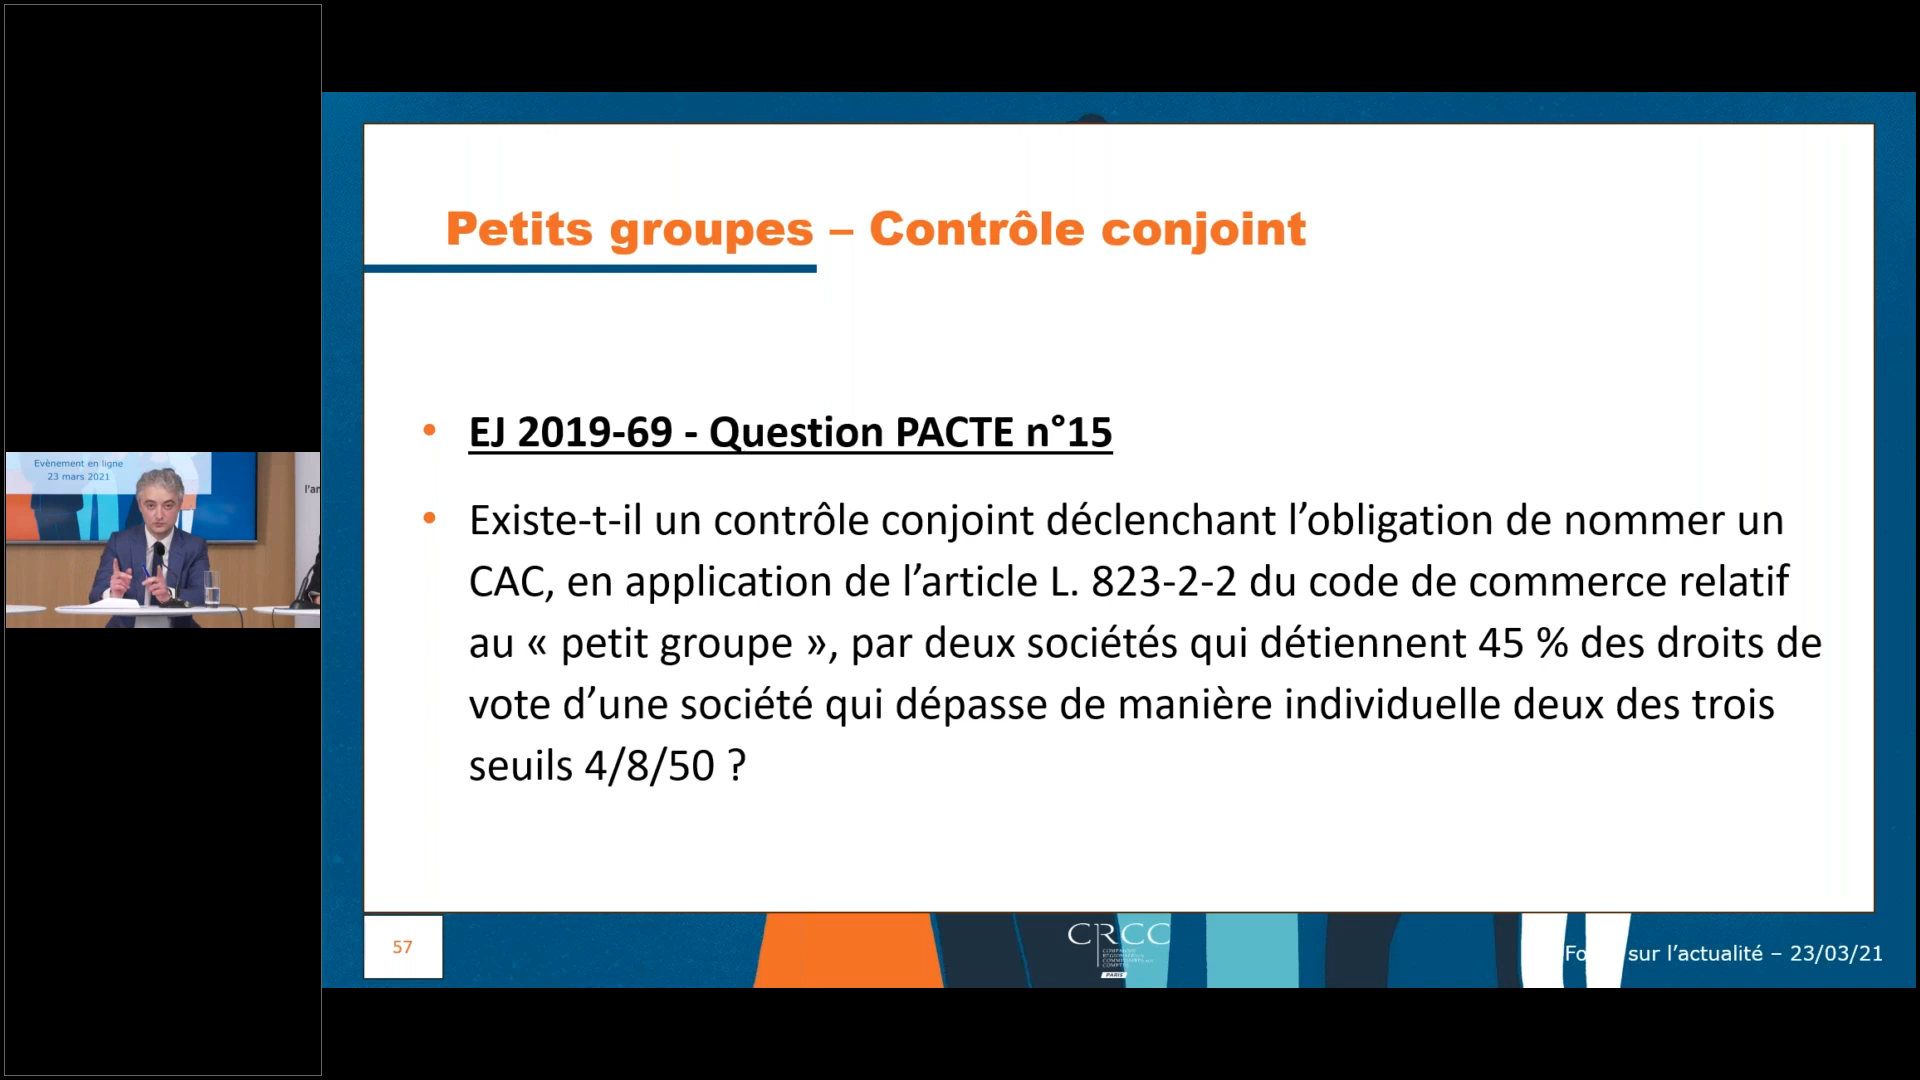 Evènement en ligne
23 mars 2021
Petits groupes – Contrôle conjoint
• EJ 2019-69 - Question PACTE n°15
• Existe-t-il un contrôle conjoint déclenchant l’obligation de nommer un
CAC, en application de l’article L. 823-2-2 du code de commerce relatif
au « petit groupe », par deux sociétés qui détiennent 45 % des droits de
vote d’une société qui dépasse de manière individuelle deux des trois
seuils 4/8/50 ?
57
CRCC
PARIS
sur l’actualité – 23/03/21